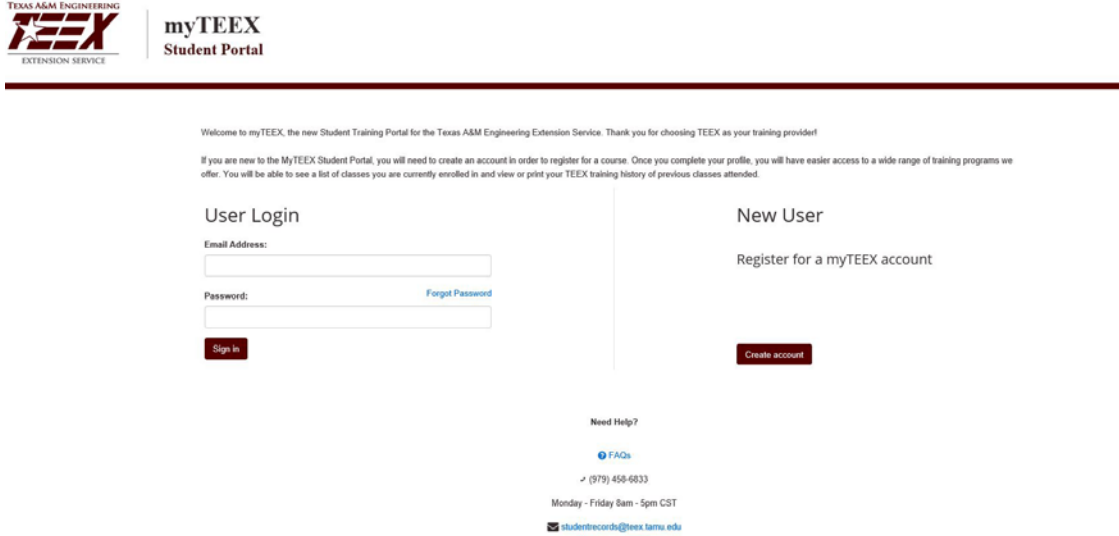 TEXAS A&M ENGINEERING
TEEX
EXTENSION SERVICE
myTEEX
Student Portal
Welcome to myTEEX, the new Student Training Portal for the Texas A&M Engineering Extension Service. Thank you for choosing TEEX as your training provider!
If you are new to the MyTEEX Student Portal, you will need to create an account in order to register for a course. Once you complete your profile, you will have easier access to a wide range of training programs we
offer. You will be able to see a list of classes you are currently enrolled in and view or print your TEEX training history of previous classes attended.
User Login
Email Address:
Password:
Forgot Password
Sign in
New User
Register for a myTEEX account
Create account
Need Help?
FAQs
(979) 458-6833
Monday - Friday 8am - 5pm CST
studentrecords@teex.tamu.edu